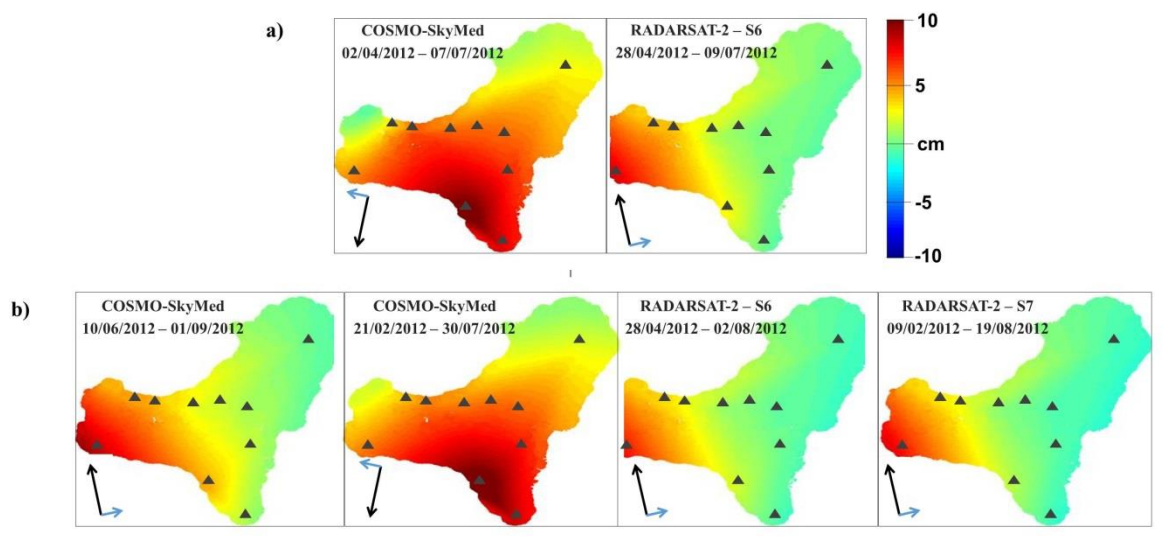 a)
COSMO-SkyMed
02/04/2012 – 07/07/2012
RADARSAT-2 – S6
28/04/2012 – 09/07/2012
10
5
cm
-5
-10
b)
COSMO-SkyMed
10/06/2012 – 01/09/2012
COSMO-SkyMed
21/02/2012 – 30/07/2012
RADARSAT-2 – S6
28/04/2012 – 02/08/2012
RADARSAT-2 – S7
09/02/2012 – 19/08/2012